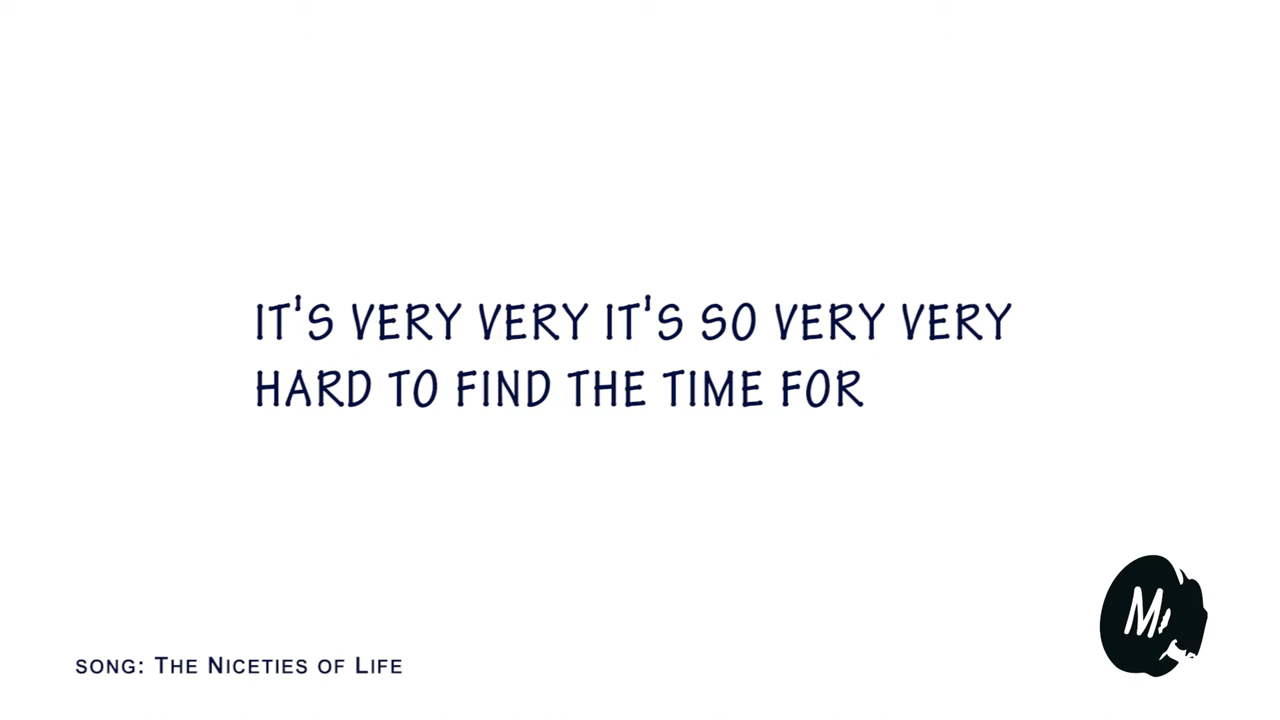 IT'S VERY VERY IT'S SO VERY VERY
HARD TO FIND THE TIME FOR
M
SONG: THE NICETIES OF LIFE